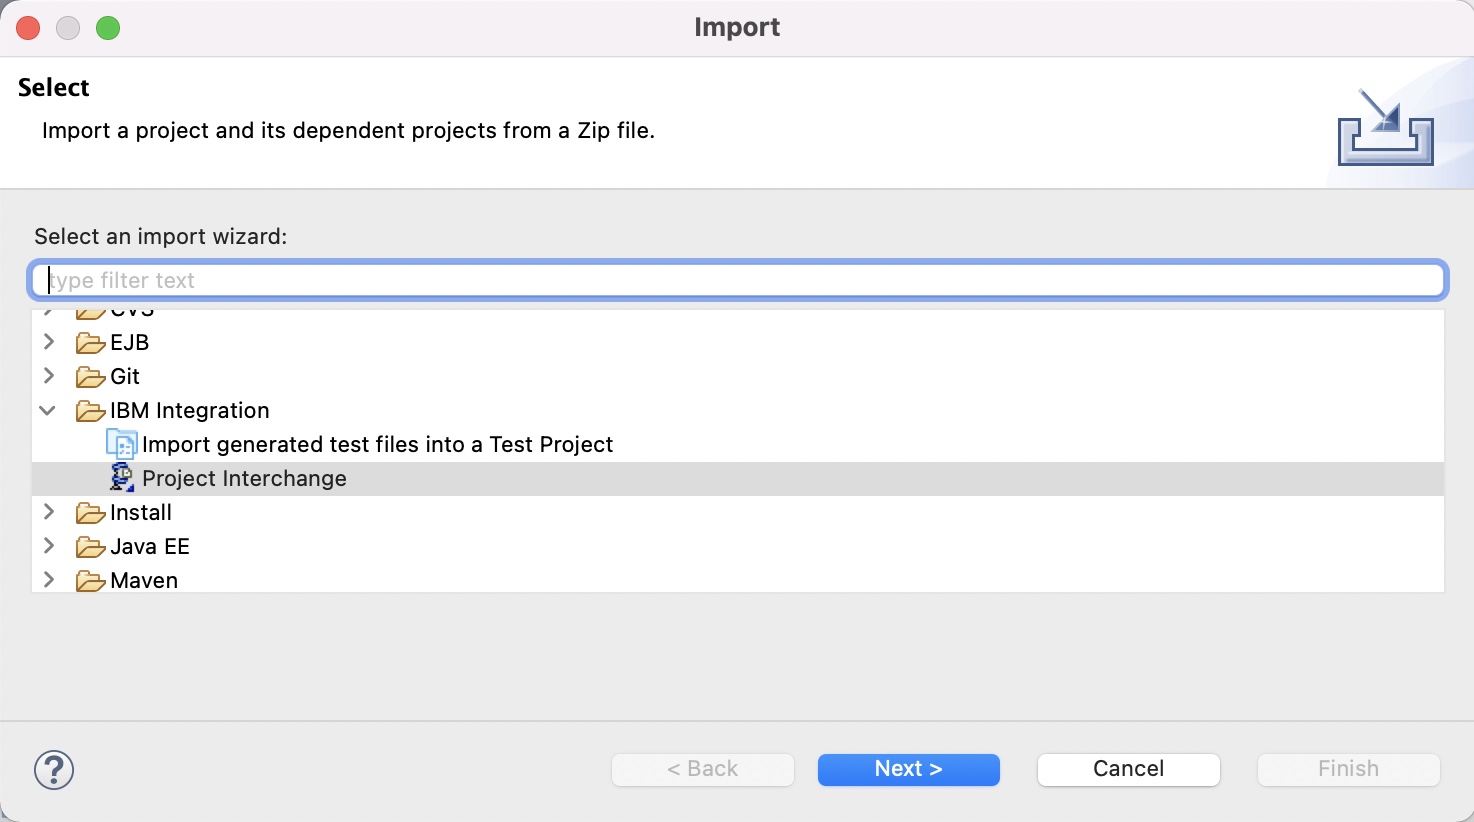 Import
Select
Import a project and its dependent projects from a Zip file.
Select an import wizard:
type filter text
CVS
EJB
Git
IBM Integration
Import generated test files into a Test Project
Project Interchange
Install
Java EE
Maven
?
< Back
Next >
Cancel
Finish